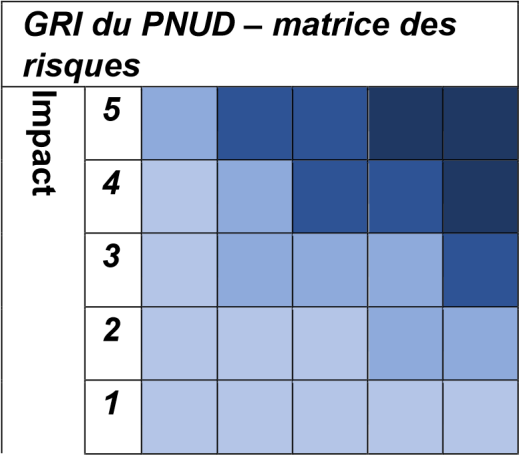 GRI du PNUD – matrice des
risques
Impact
5
4
3
2
1